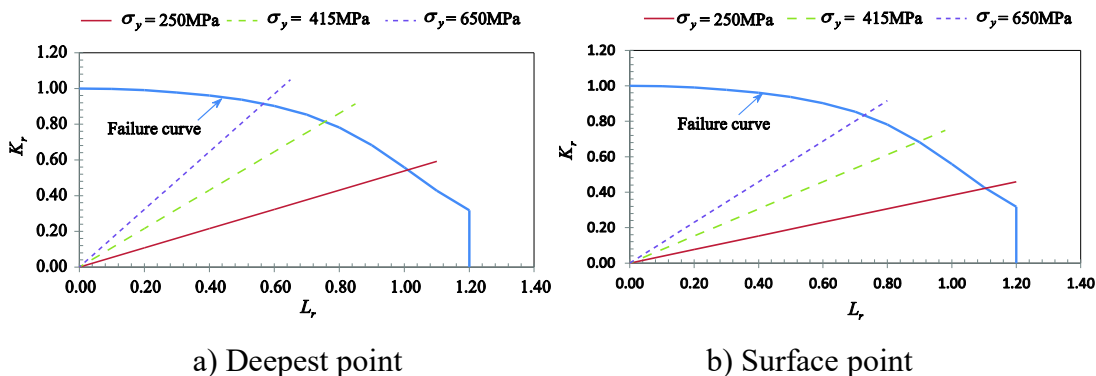 σy = 250MPa σy = 415MPa σy = 650MPa
1.20
1.00
0.80
0.60
0.40
0.20
0.00
Kr
Failure curve
0.00 0.20 0.40 0.60 0.80 1.00 1.20 1.40
Lr
a) Deepest point
σy = 250MPa σy = 415MPa σy = 650MPa
1.20
1.00
0.80
0.60
0.40
0.20
0.00
Kr
Failure curve
0.00 0.20 0.40 0.60 0.80 1.00 1.20 1.40
Lr
b) Surface point